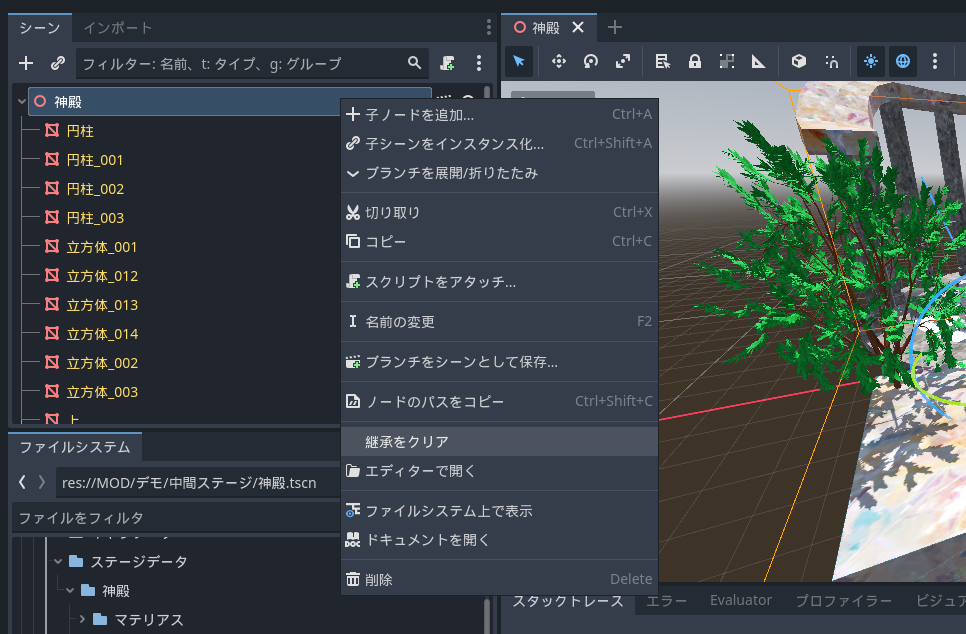 シーン
インポート
フィルター: 名前、t: タイプ、g: グループ
神殿
円柱
円柱_001
円柱_002
円柱_003
立方体_001
立方体_012
立方体_013
立方体_014
立方体_002
立方体_003
ファイルシステム
res://MOD/デモ/中間ステージ/神殿.tscn
ファイルをフィルタ
ステージデータ
神殿
マテリアス
子ノードを追加... Ctrl+A
子シーンをインスタンス化... Ctrl+Shift+A
ブランチを展開/折りたたみ
切り取り Ctrl+X
コピー Ctrl+C
スクリプトをアタッチ...
名前の変更 F2
ブランチをシーンとして保存...
ノードのパスをコピー Ctrl+Shift+C
継承をクリア
エディターで開く
ファイルシステム上で表示
ドキュメントを開く
削除 Delete
神殿
スタックトレース
エラー
Evaluator
プロファイラー
ビジュア